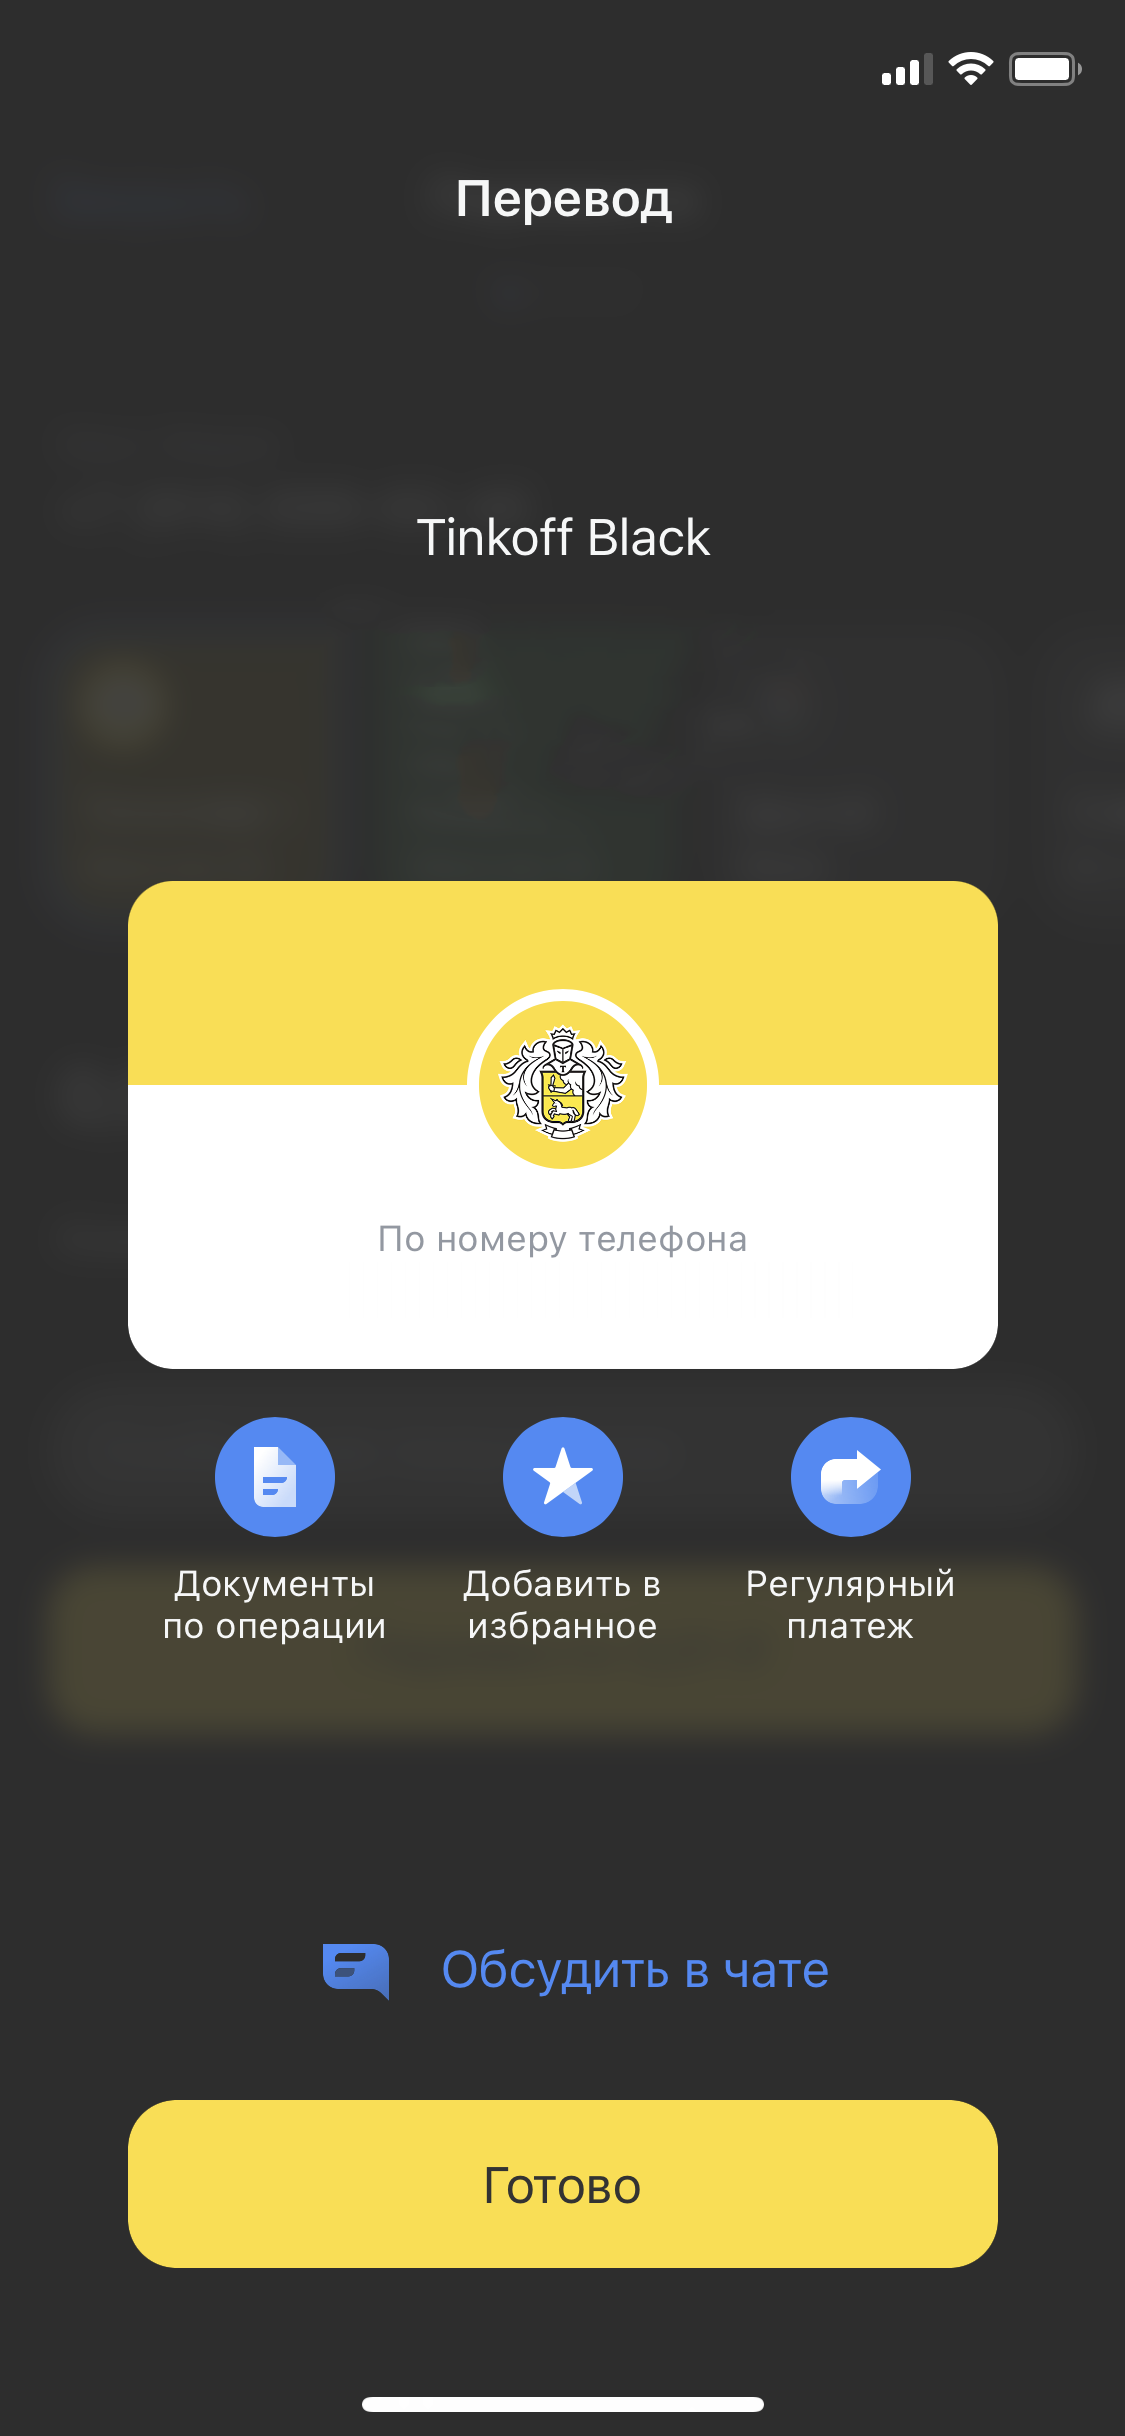 Перевод
Tinkoff Black
По номеру телефона
Документы
по операции
Добавить в
избранное
Регулярный
платеж
Обсудить в чате
Готово